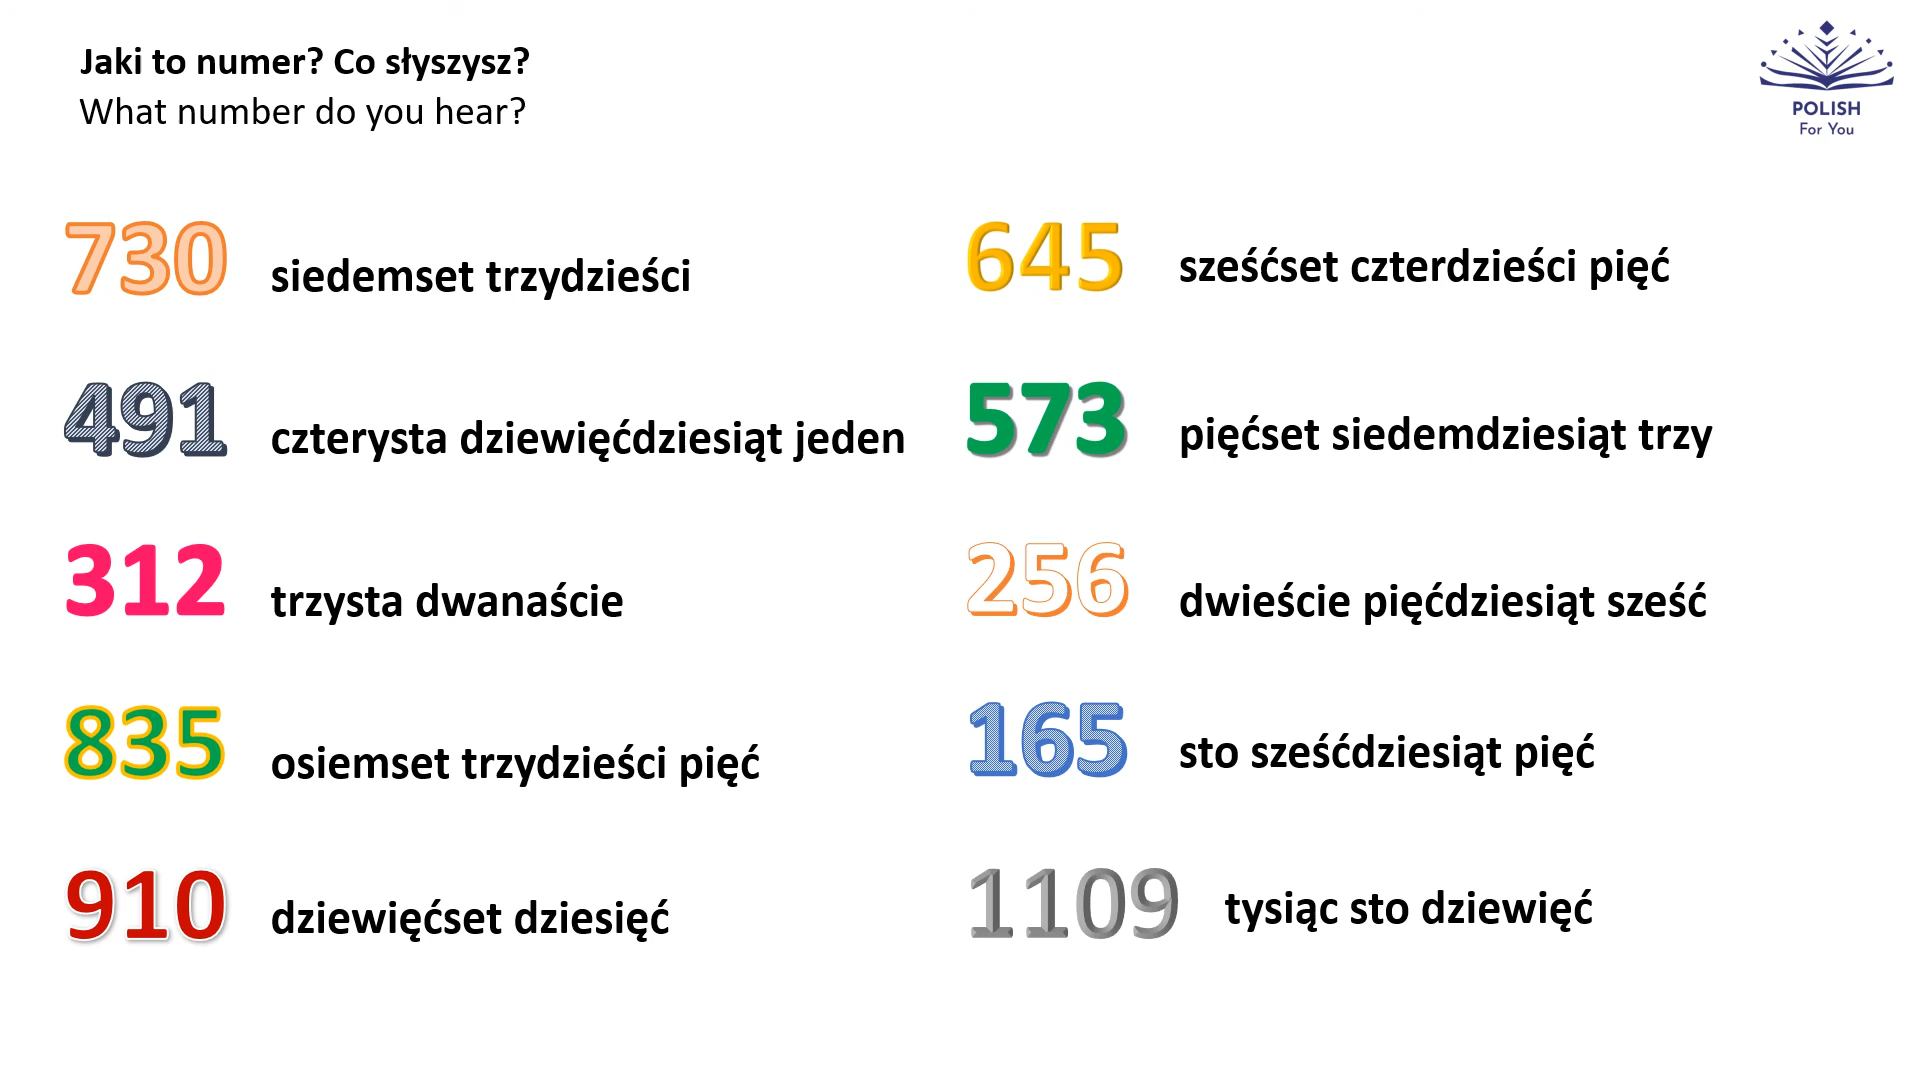 Jaki to numer? Co słyszysz?
What number do you hear?
POLISH
For You
730 siedemset trzydzieści
491 czterysta dziewięćdziesiąt jeden
312 trzysta dwanaście
835 osiemset trzydzieści pięć
910 dziewięćset dziesięć
645 sześćset czterdzieści pięć
573 pięćset siedemdziesiąt trzy
256 dwieście pięćdziesiąt sześć
165 sto sześćdziesiąt pięć
1109 tysiąc sto dziewięć